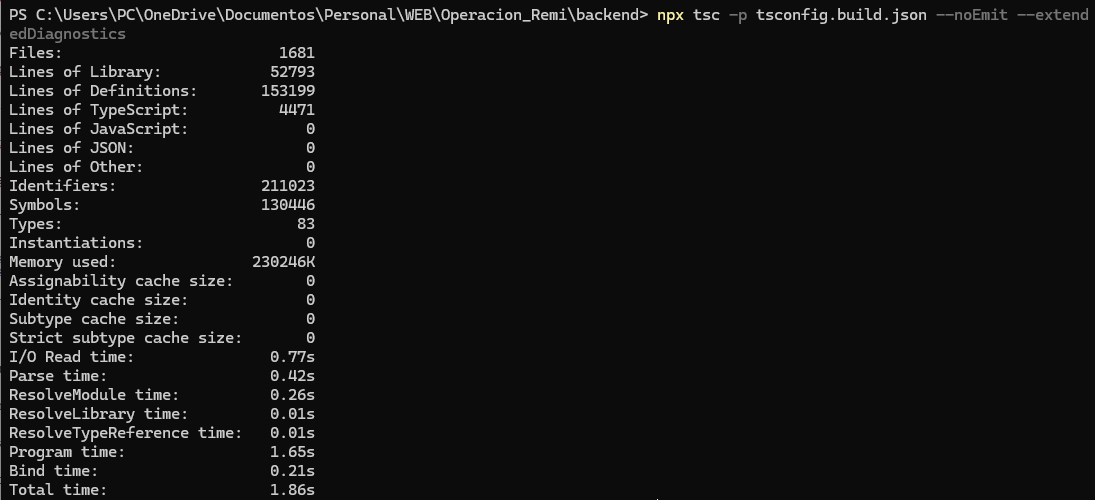 PS C:\Users\PC\OneDrive\Documentos\Personal\WEB\Operacion_Remi\backend> npx tsc -p tsconfig.build.json --noEmit --extend
edDiagnostics
Files: 1681
Lines of Library: 52793
Lines of Definitions: 153199
Lines of TypeScript: 4471
Lines of JavaScript: 0
Lines of JSON: 0
Lines of Other: 0
Identifiers: 211023
Symbols: 130446
Types: 83
Instantiations: 0
Memory used: 230246K
Assignability cache size: 0
Identity cache size: 0
Subtype cache size: 0
Strict subtype cache size: 0
I/O Read time: 0.77s
Parse time: 0.42s
ResolveModule time: 0.26s
ResolveLibrary time: 0.01s
ResolveTypeReference time: 0.01s
Program time: 1.65s
Bind time: 0.21s
Total time: 1.86s